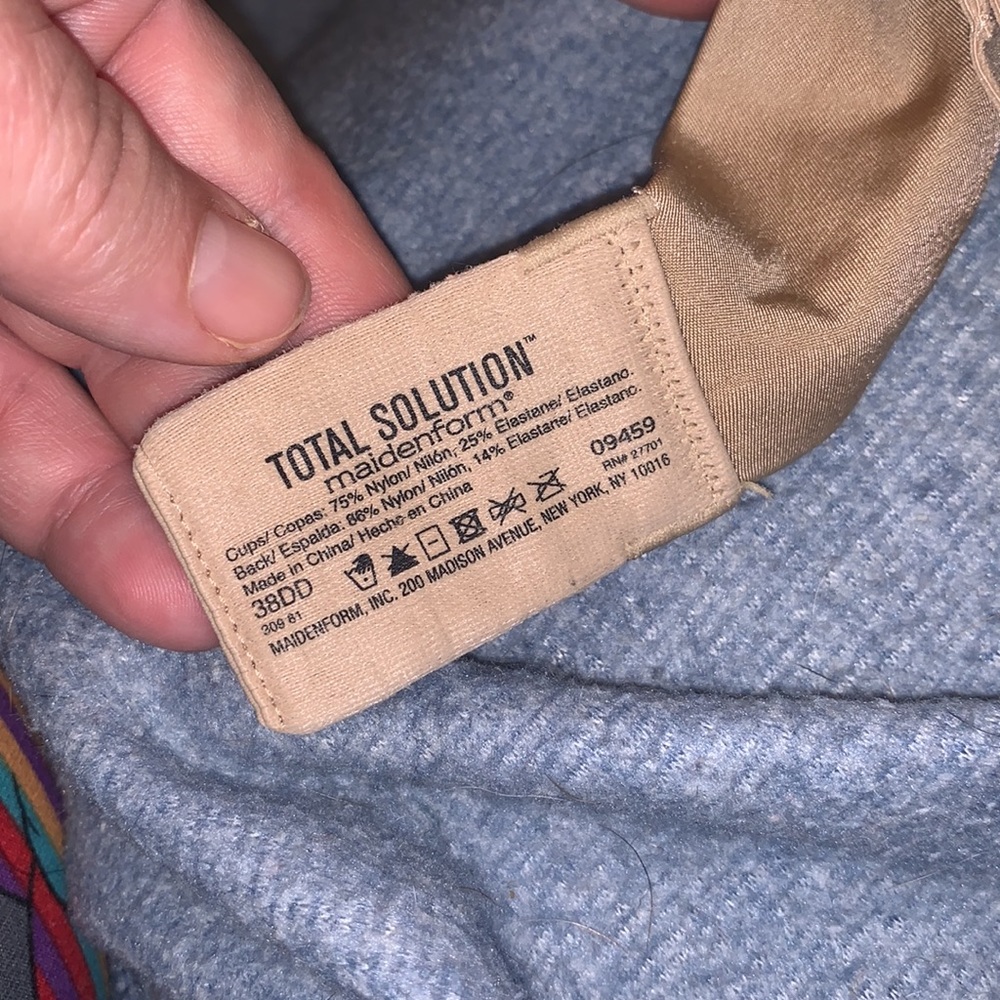 TOTAL SOLUTION™
maidenform®
Cups/ Copas: 75% Nylon/ Nilón, 25% Elastane/ Elastano.
Back/ Espalda: 86% Nylon/ Nilón, 14% Elastane/ Elastano.
Made in China/ Hecho en China
09459
38DD
RN# 27701
309 81
MAIDENFORM, INC. 200 MADISON AVENUE, NEW YORK, NY 10016